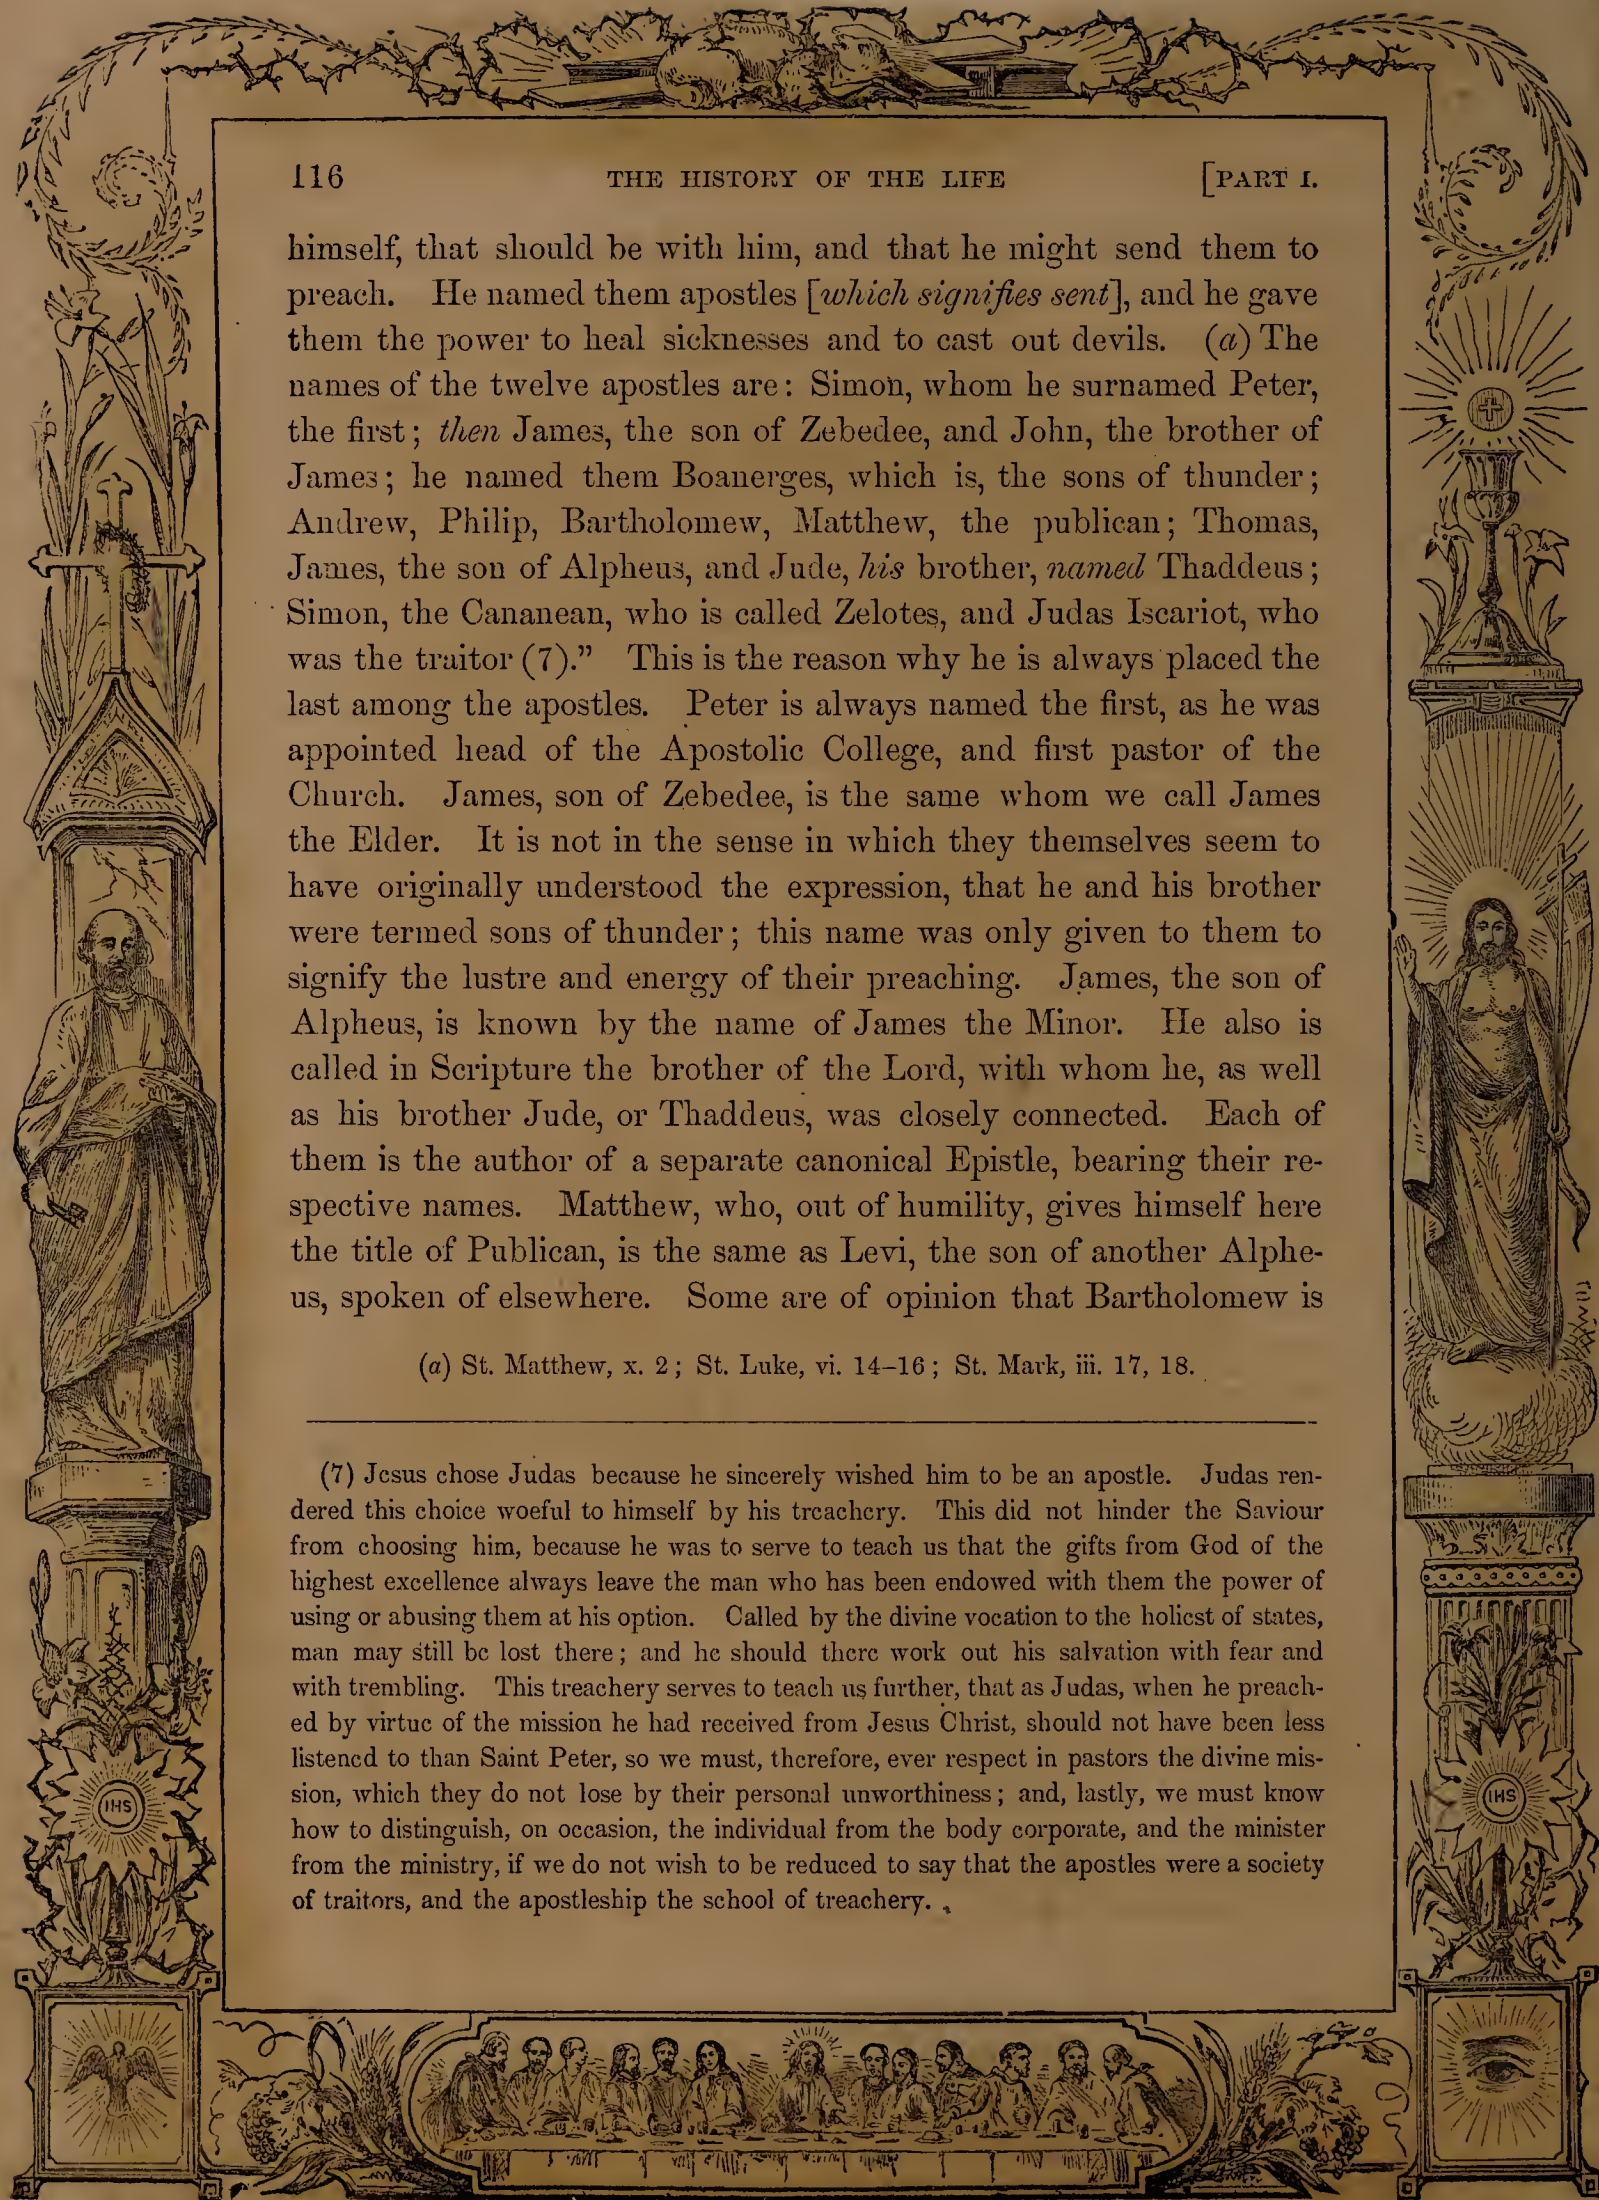 116 THE HISTORY OF THE LIFE [PART I.
himself, that should be with him, and that he might send them to
preach. He named them apostles [which signifies sent], and he gave
them the power to heal sicknesses and to cast out devils. (a) The
names of the twelve apostles are: Simon, whom he surnamed Peter,
the first; then James, the son of Zebedee, and John, the brother of
James; he named them Boanerges, which is, the sons of thunder;
Andrew, Philip, Bartholomew, Matthew, the publican; Thomas,
James, the son of Alpheus, and Jude, his brother, named Thaddeus;
Simon, the Cananean, who is called Zelotes, and Judas Iscariot, who
was the traitor (7).” This is the reason why he is always placed the
last among the apostles. Peter is always named the first, as he was
appointed head of the Apostolic College, and first pastor of the
Church. James, son of Zebedee, is the same whom we call James
the Elder. It is not in the sense in which they themselves seem to
have originally understood the expression, that he and his brother
were termed sons of thunder; this name was only given to them to
signify the lustre and energy of their preaching. James, the son of
Alpheus, is known by the name of James the Minor. He also is
called in Scripture the brother of the Lord, with whom he, as well
as his brother Jude, or Thaddeus, was closely connected. Each of
them is the author of a separate canonical Epistle, bearing their re-
spective names. Matthew, who, out of humility, gives himself here
the title of Publican, is the same as Levi, the son of another Alphe-
us, spoken of elsewhere. Some are of opinion that Bartholomew is
(a) St. Matthew, x. 2; St. Luke, vi. 14–16; St. Mark, iii. 17, 18.
(7) Jesus chose Judas because he sincerely wished him to be an apostle. Judas ren-
dered this choice woeful to himself by his treachery. This did not hinder the Saviour
from choosing him, because he was to serve to teach us that the gifts from God of the
highest excellence always leave the man who has been endowed with them the power of
using or abusing them at his option. Called by the divine vocation to the holiest of states,
man may still be lost there; and he should there work out his salvation with fear and
with trembling. This treachery serves to teach us further, that as Judas, when he preach-
ed by virtue of the mission he had received from Jesus Christ, should not have been less
listened to than Saint Peter, so we must, therefore, ever respect in pastors the divine mis-
sion, which they do not lose by their personal unworthiness; and, lastly, we must know
how to distinguish, on occasion, the individual from the body corporate, and the minister
from the ministry, if we do not wish to be reduced to say that the apostles were a society
of traitors, and the apostleship the school of treachery.
IHS
IHS